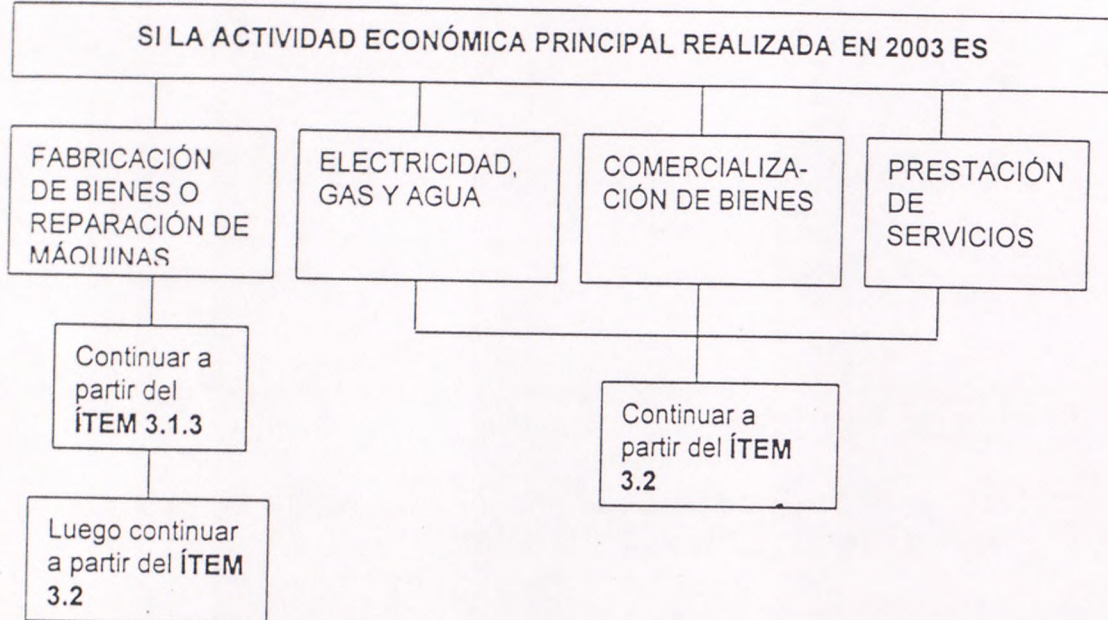 SI LA ACTIVIDAD ECONÓMICA PRINCIPAL REALIZADA EN 2003 ES
FABRICACIÓN
DE BIENES O
REPARACIÓN DE
MÁQUINAS
ELECTRICIDAD,
GAS Y AGUA
COMERCIALIZA-
CIÓN DE BIENES
PRESTACIÓN
DE
SERVICIOS
Continuar a
partir del
ÍTEM 3.1.3
Continuar a
partir del ÍTEM
3.2
Luego continuar
a partir del ÍTEM
3.2